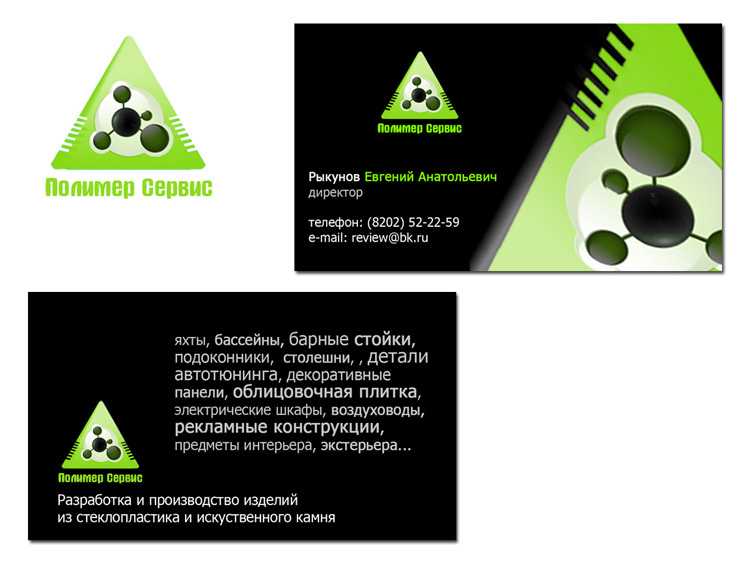 Полимер Сервис
Полимер Сервис
Рыкунов Евгений Анатольевич
директор
телефон: (8202) 52-22-59
e-mail: review@bk.ru
яхты, бассейны, барные стойки,
подоконники, столешни, , детали
автотюнинга, декоративные
панели, облицовочная плитка,
электрические шкафы, воздуховоды,
рекламные конструкции,
предметы интерьера, экстерьера...
Полимер Сервис
Разработка и производство изделий
из стеклопластика и искуственного камня